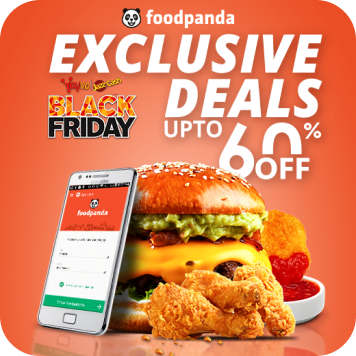 foodpanda
EXCLUSIVE
DEALS
UPTO
60%
OFF
BLACK
FRIDAY
foodpanda